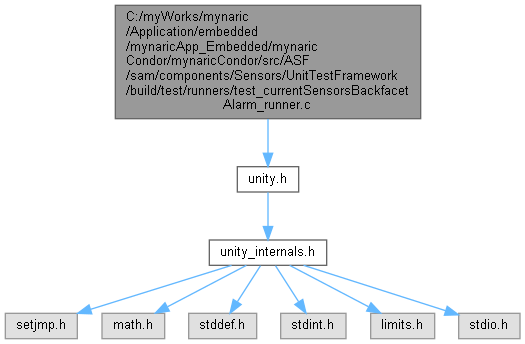 C:/myWorks/mynaric
/Application/embedded
/mynaricApp_Embedded/mynaric
Condor/mynaricCondor/src/ASF
/sam/components/Sensors/UnitTestFramework
/build/test/runners/test_currentSensorsBackfacet
Alarm_runner.c
unity.h
unity_internals.h
setjmp.h
math.h
stddef.h
stdint.h
limits.h
stdio.h